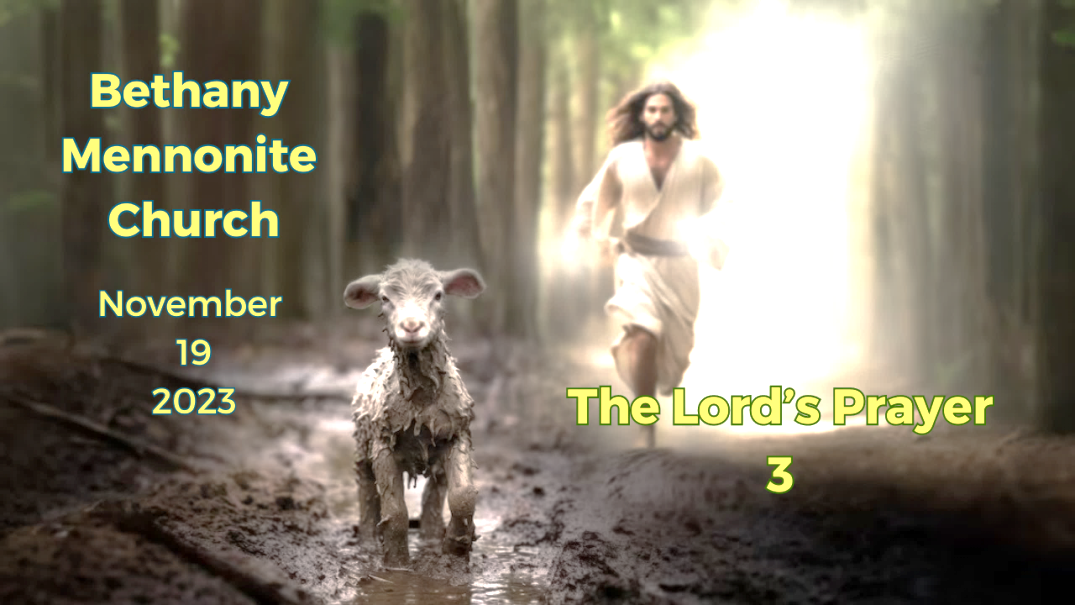 Bethany
Mennonite
Church
November
19
2023
The Lord's Prayer
3